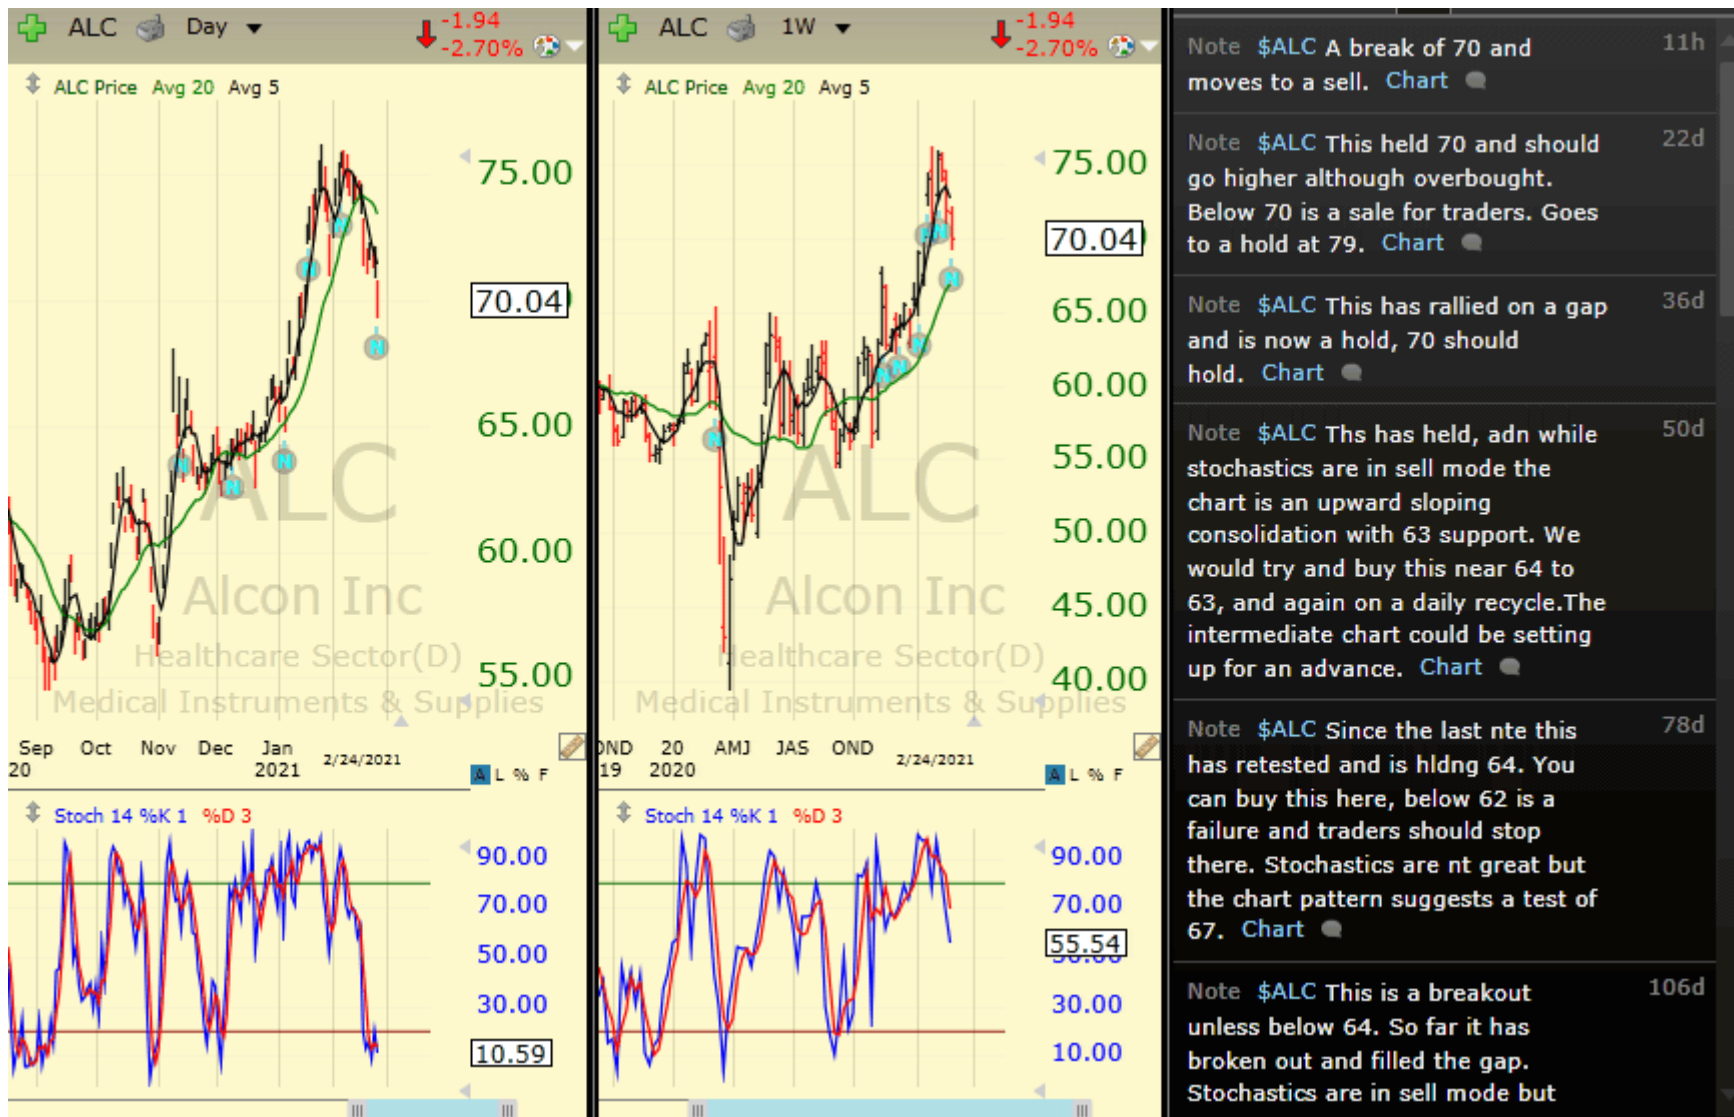 ALC Day
-1.94
-2.70%
ALC Price Avg 20 Avg 5
75.00
70.04
65.00
60.00
55.00
ALC
Alcon Inc
Healthcare Sector(D)
Medical Instruments & Supplies
Sep Oct Nov Dec Jan
20 2021 2/24/2021
A L % F
Stoch 14 %K 1 %D 3
90.00
70.00
50.00
30.00
10.59
ALC 1W
-1.94
-2.70%
ALC Price Avg 20 Avg 5
75.00
70.04
65.00
60.00
55.00
50.00
45.00
40.00
ALC
Alcon Inc
Healthcare Sector(D)
Medical Instruments & Supplies
OND 20 AMJ JAS OND
19 2020 2/24/2021
A L % F
Stoch 14 %K 1 %D 3
90.00
70.00
55.54
50.00
30.00
10.00
Note $ALC A break of 70 and 11h
moves to a sell. Chart
Note $ALC This held 70 and should 22d
go higher although overbought.
Below 70 is a sale for traders. Goes
to a hold at 79. Chart
Note $ALC This has rallied on a gap 36d
and is now a hold, 70 should
hold. Chart
Note $ALC Ths has held, adn while 50d
stochastics are in sell mode the
chart is an upward sloping
consolidation with 63 support. We
would try and buy this near 64 to
63, and again on a daily recycle.The
intermediate chart could be setting
up for an advance. Chart
Note $ALC Since the last nte this 78d
has retested and is hldng 64. You
can buy this here, below 62 is a
failure and traders should stop
there. Stochastics are nt great but
the chart pattern suggests a test of
67. Chart
Note $ALC This is a breakout 106d
unless below 64. So far it has
broken out and filled the gap.
Stochastics are in sell mode but